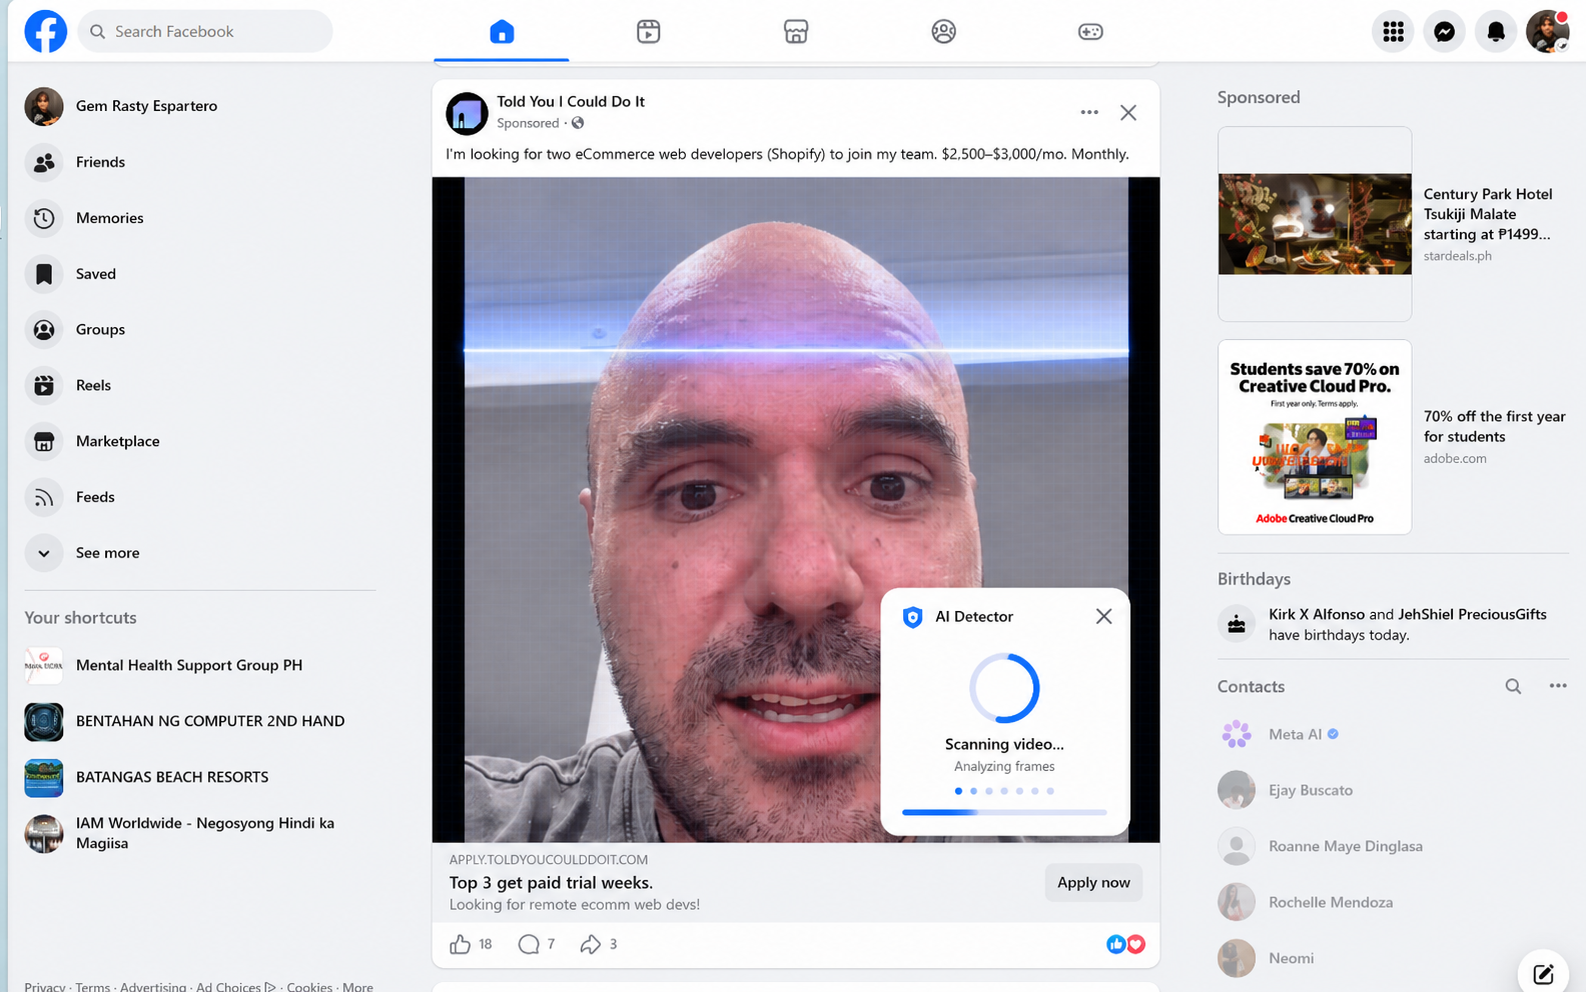 Search Facebook
Gem Rasty Espartero
Friends
Memories
Saved
Groups
Reels
Marketplace
Feeds
See more
Your shortcuts
Mental Health Support Group PH
BENTAHAN NG COMPUTER 2ND HAND
BATANGAS BEACH RESORTS
IAM Worldwide - Negosyong Hindi ka
Magiisa
Privacy · Terms · Advertising · Ad Choices · Cookies · More
Told You I Could Do It
Sponsored ·
I'm looking for two eCommerce web developers (Shopify) to join my team. $2,500–$3,000/mo. Monthly.
AI Detector
Scanning video...
Analyzing frames
APPLY.TOLDYOUCOULDDOIT.COM
Top 3 get paid trial weeks.
Looking for remote ecomm web devs!
Apply now
18
7
3
Sponsored
Century Park Hotel
Tsukiji Malate
starting at ₱1499...
stardeals.ph
Students save 70% on
Creative Cloud Pro.
First year only. Terms apply.
Adobe Creative Cloud Pro
70% off the first year
for students
adobe.com
Birthdays
Kirk X Alfonso and JehShiel PreciousGifts
have birthdays today.
Contacts
Meta AI
Ejay Buscato
Roanne Maye Dinglasa
Rochelle Mendoza
Neomi